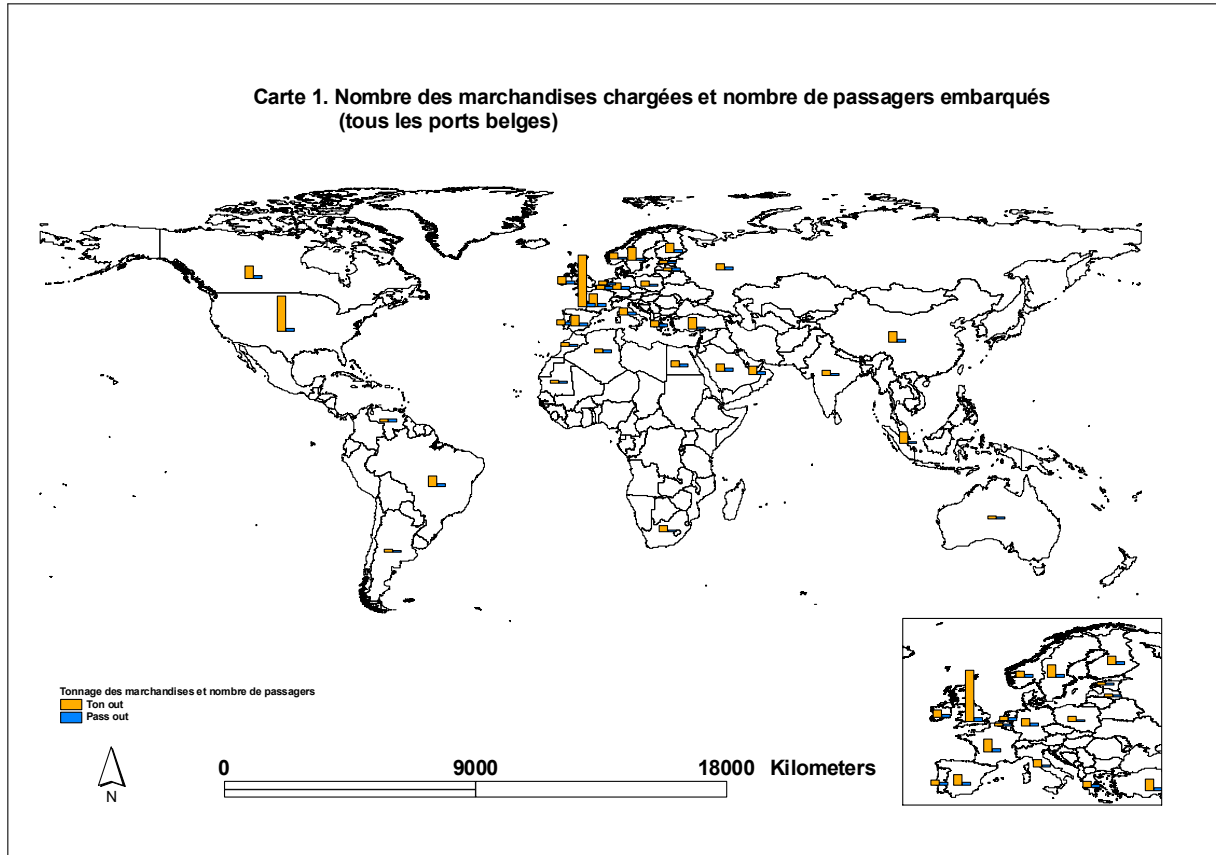 Carte 1. Nombre des marchandises chargées et nombre de passagers embarqués
(tous les ports belges)
Tonnage des marchandises et nombre de passagers
Ton out
Pass out
N
0 9000 18000 Kilometers